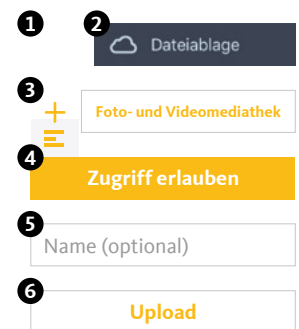 1
2
Dateiablage
3
Foto- und Videomediathek
4
Zugriff erlauben
5
Name (optional)
6
Upload